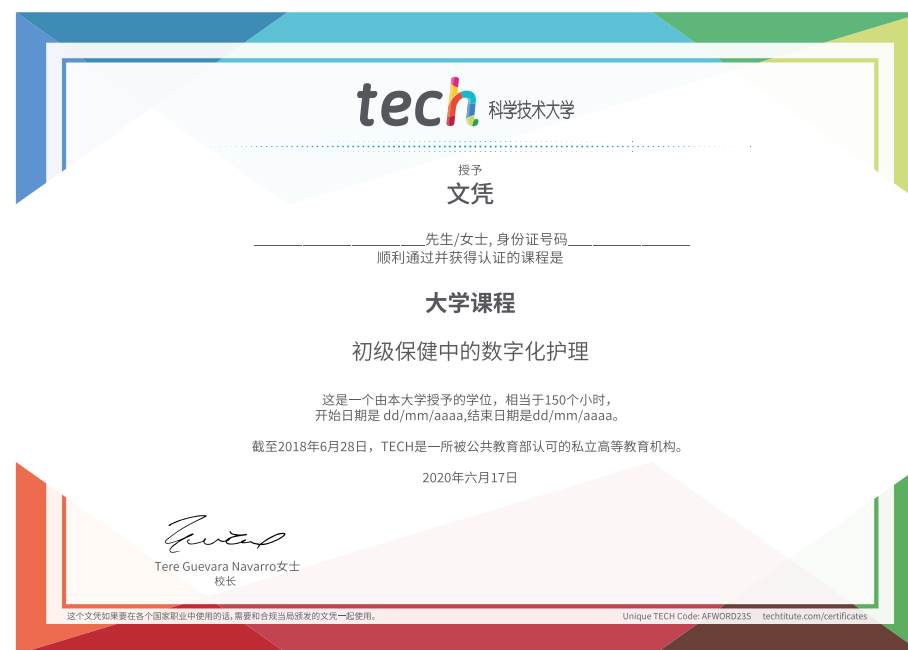 tech 科学技术大学
授予
文凭
______________________先生/女士, 身份证号码________________
顺利通过并获得认证的课程是
大学课程
初级保健中的数字化护理
这是一个由本大学授予的学位，相当于150个小时，
开始日期是 dd/mm/aaaa,结束日期是dd/mm/aaaa。
截至2018年6月28日，TECH是一所被公共教育部认可的私立高等教育机构。
2020年六月17日
Tere Guevara Navarro女士
校长
这个文凭如果要在各个国家职业中使用的话,需要和合规当局颁发的文凭一起使用。
Unique TECH Code: AFWORD23S techtitute.com/certificates